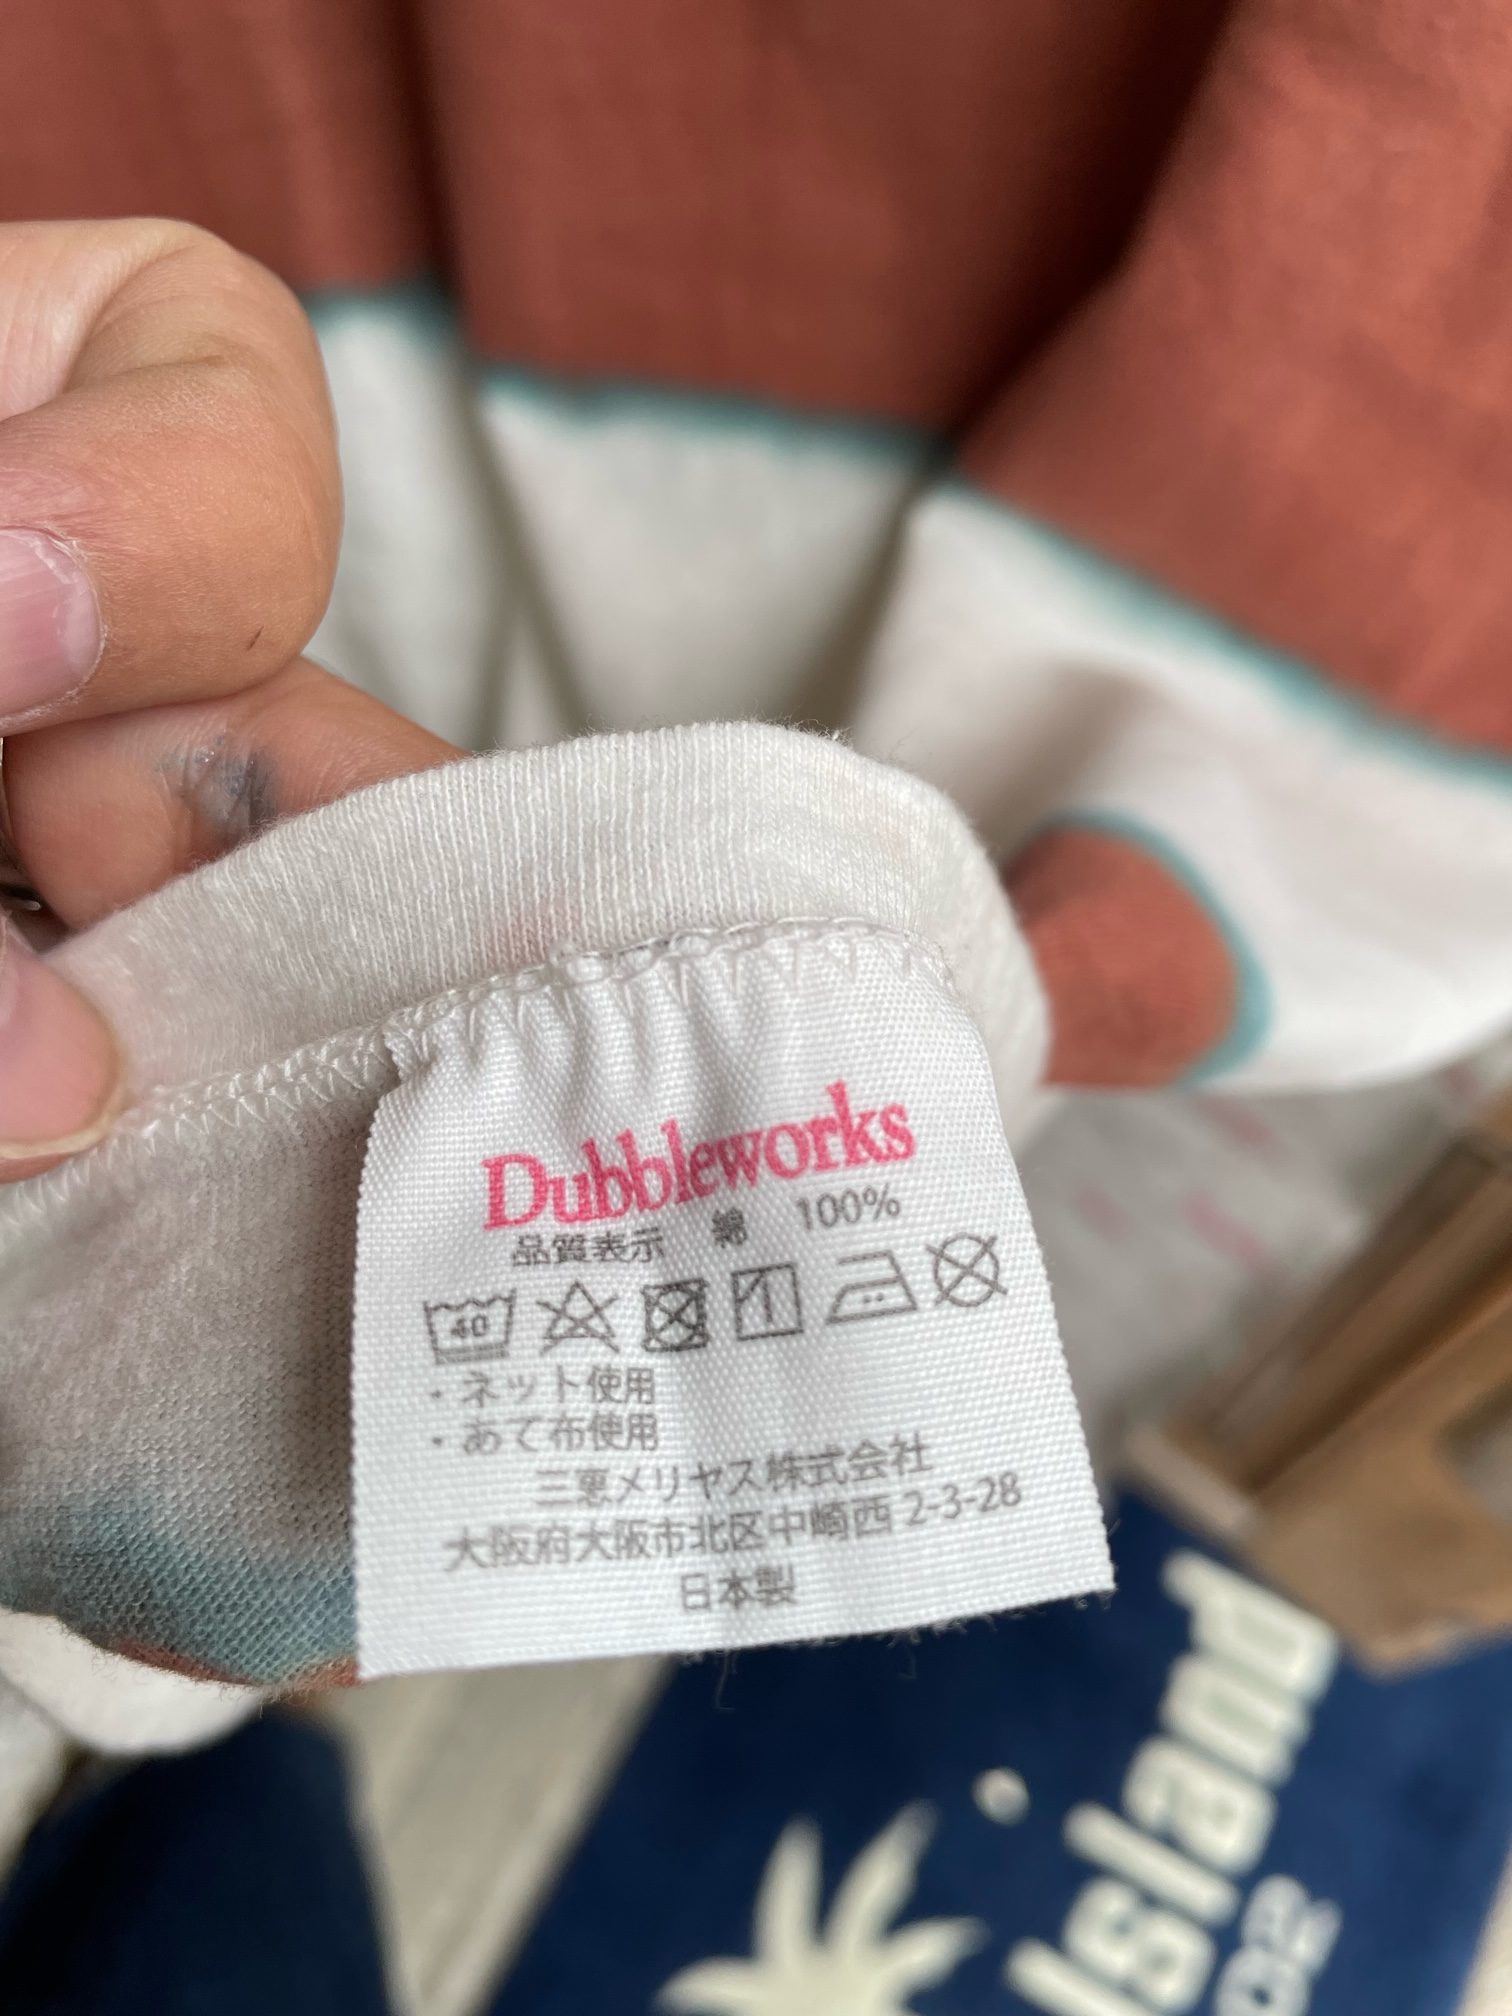 Dubbleworks
品質表示 綿 100%
40
・ネット使用
・あて布使用
三恵メリヤス株式会社
大阪府大阪市北区中崎西 2-3-28
日本製
Island